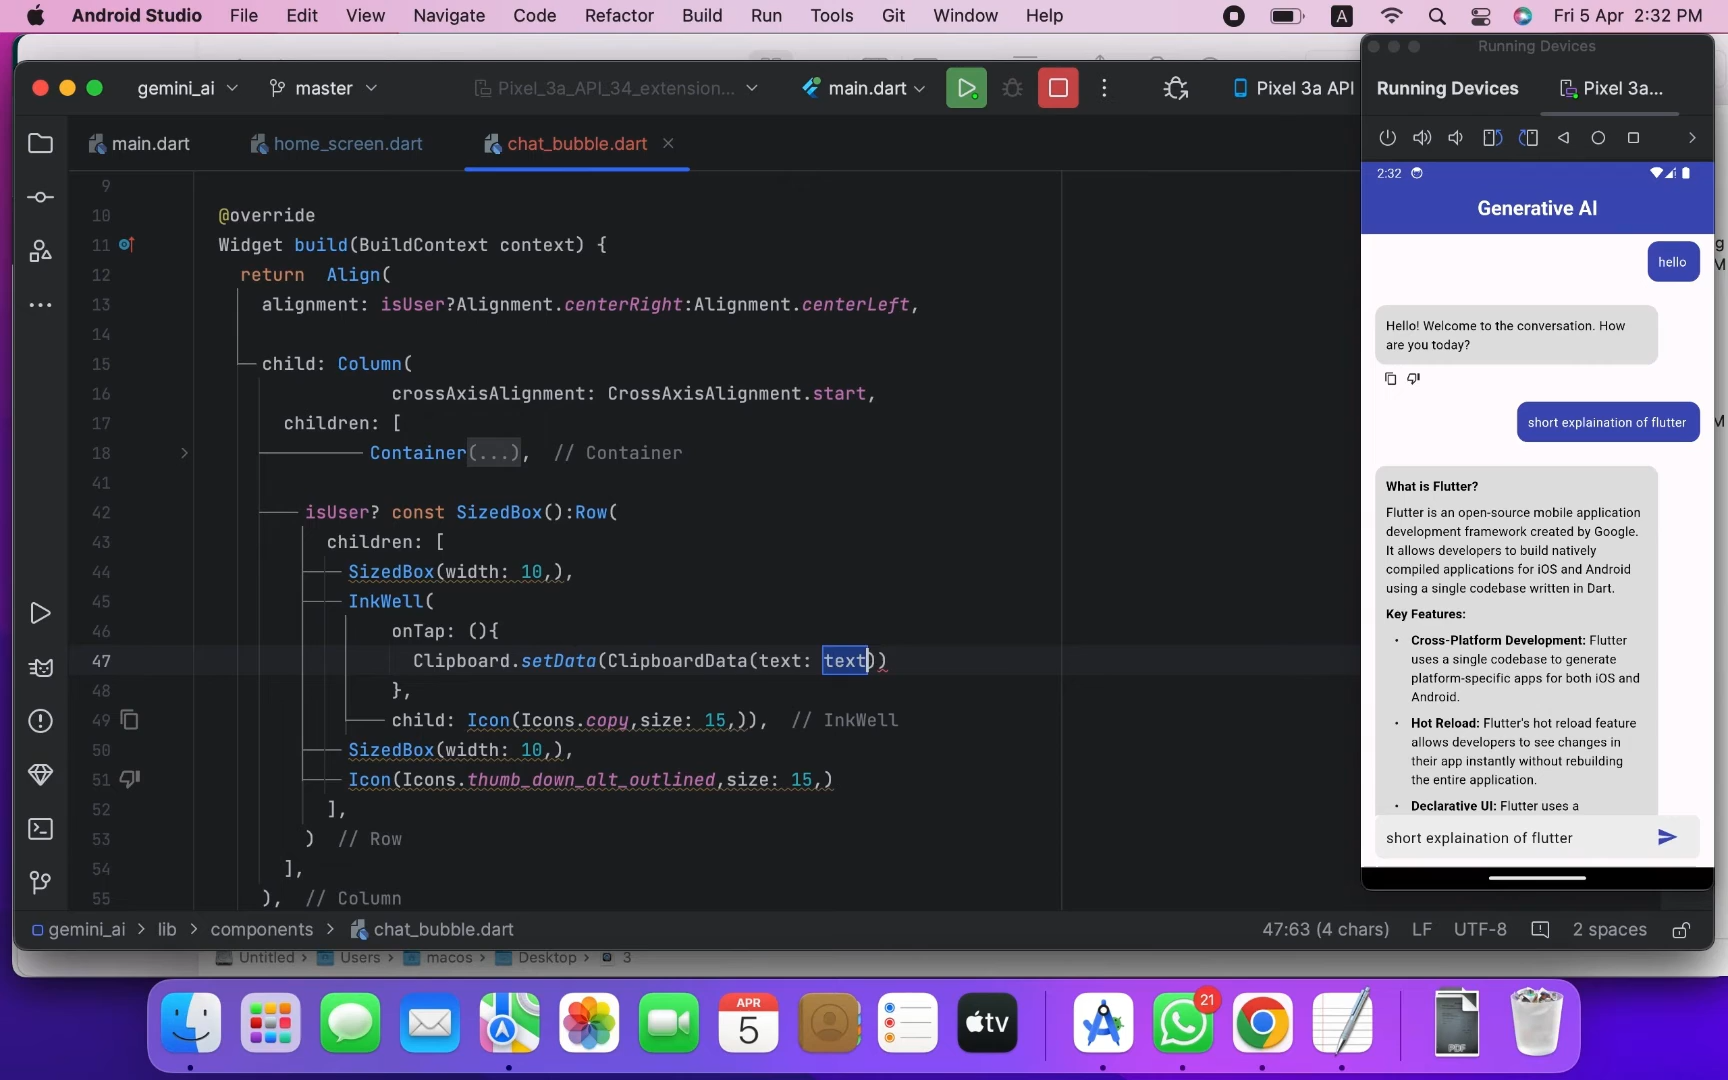 Android Studio File Edit View Navigate Code Refactor Build Run Tools Git Window Help A Fri 5 Apr 2:32 PM
Running Devices
gemini_ai master Pixel_3a_API_34_extension... main.dart Pixel 3a API
Running Devices Pixel 3a...
main.dart home_screen.dart chat_bubble.dart
9
10 @override
11 Widget build(BuildContext context) {
12 return Align(
13 alignment: isUser?Alignment.centerRight:Alignment.centerLeft,
14
15 child: Column(
16 crossAxisAlignment: CrossAxisAlignment.start,
17 children: [
18 Container(...), // Container
41
42 isUser? const SizedBox():Row(
43 children: [
44 SizedBox(width: 10,),
45 InkWell(
46 onTap: (){
47 Clipboard.setData(ClipboardData(text: text))
48 },
49 child: Icon(Icons.copy,size: 15,)), // InkWell
50 SizedBox(width: 10,),
51 Icon(Icons.thumb_down_alt_outlined,size: 15,)
52 ],
53 ) // Row
54 ],
55 ), // Column
gemini_ai > lib > components > chat_bubble.dart 47:63 (4 chars) LF UTF-8 2 spaces
Untitled > Users > macos > Desktop > 3
2:32
Generative AI
hello
Hello! Welcome to the conversation. How
are you today?
short explaination of flutter
What is Flutter?
Flutter is an open-source mobile application
development framework created by Google.
It allows developers to build natively
compiled applications for iOS and Android
using a single codebase written in Dart.
Key Features:
• Cross-Platform Development: Flutter
uses a single codebase to generate
platform-specific apps for both iOS and
Android.
• Hot Reload: Flutter's hot reload feature
allows developers to see changes in
their app instantly without rebuilding
the entire application.
• Declarative UI: Flutter uses a
short explaination of flutter
APR
5
tv
21
PDF